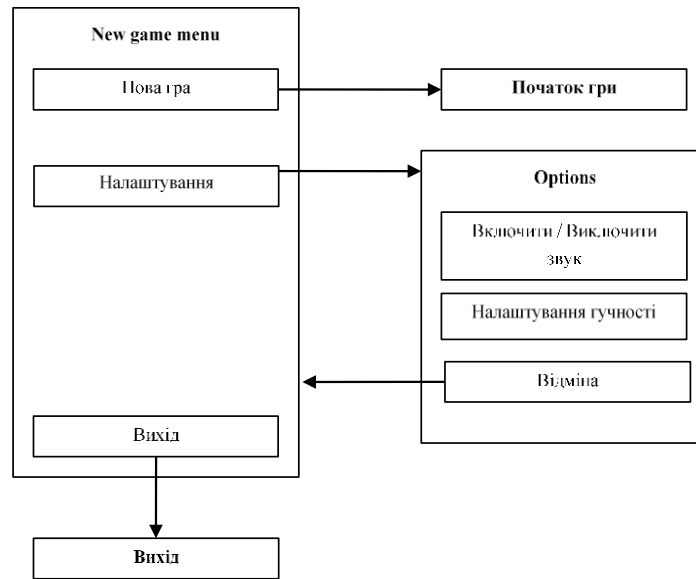 New game menu
Нова гра
Початок гри
Налаштування
Options
Включити / Виключити
звук
Налаштування гучності
Відміна
Вихід
Вихід